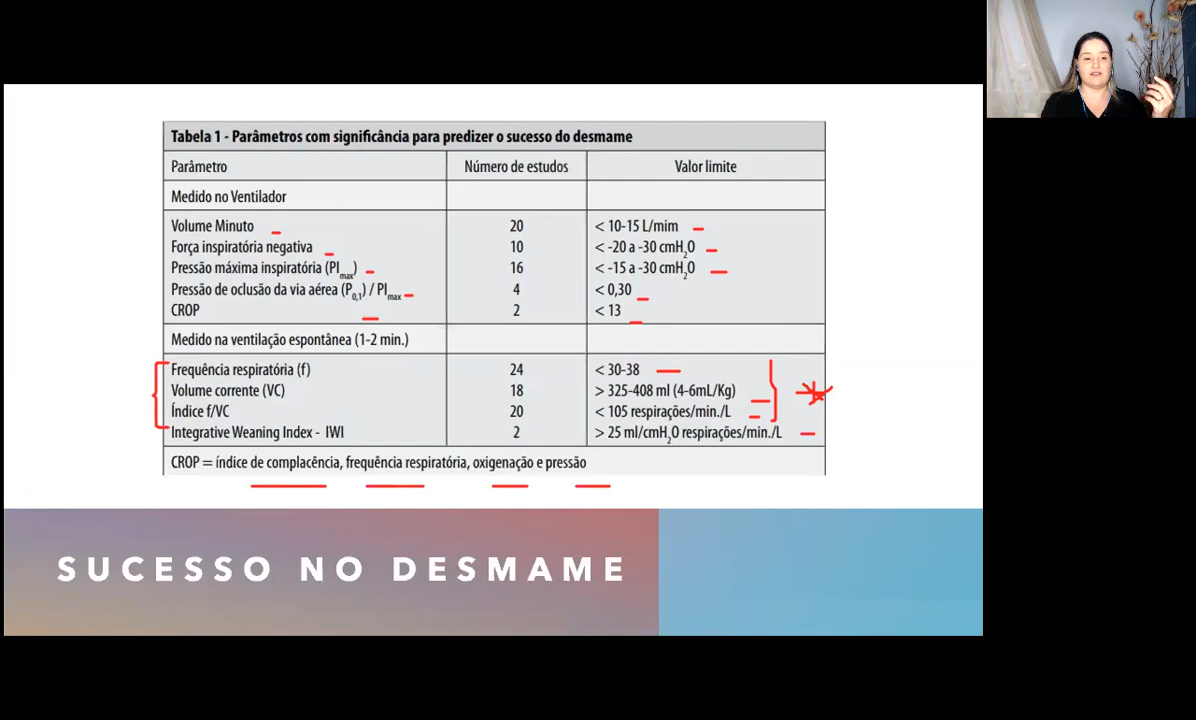 Tabela 1 - Parâmetros com significância para predizer o sucesso do desmame
Parâmetro Número de estudos Valor limite
Medido no Ventilador
Volume Minuto 20 < 10-15 L/mim
Força inspiratória negativa 10 < -20 a -30 cmH2O
Pressão máxima inspiratória (PImax) 16 < -15 a -30 cmH2O
Pressão de oclusão da via aérea (P0,1) / PImax 4 < 0,30
CROP 2 < 13
Medido na ventilação espontânea (1-2 min.)
Frequência respiratória (f) 24 < 30-38
Volume corrente (VC) 18 > 325-408 ml (4-6mL/Kg)
Índice f/VC 20 < 105 respirações/min./L
Integrative Weaning Index - IWI 2 > 25 ml/cmH2O respirações/min./L
CROP = índice de complacência, frequência respiratória, oxigenação e pressão
SUCESSO NO DESMAME